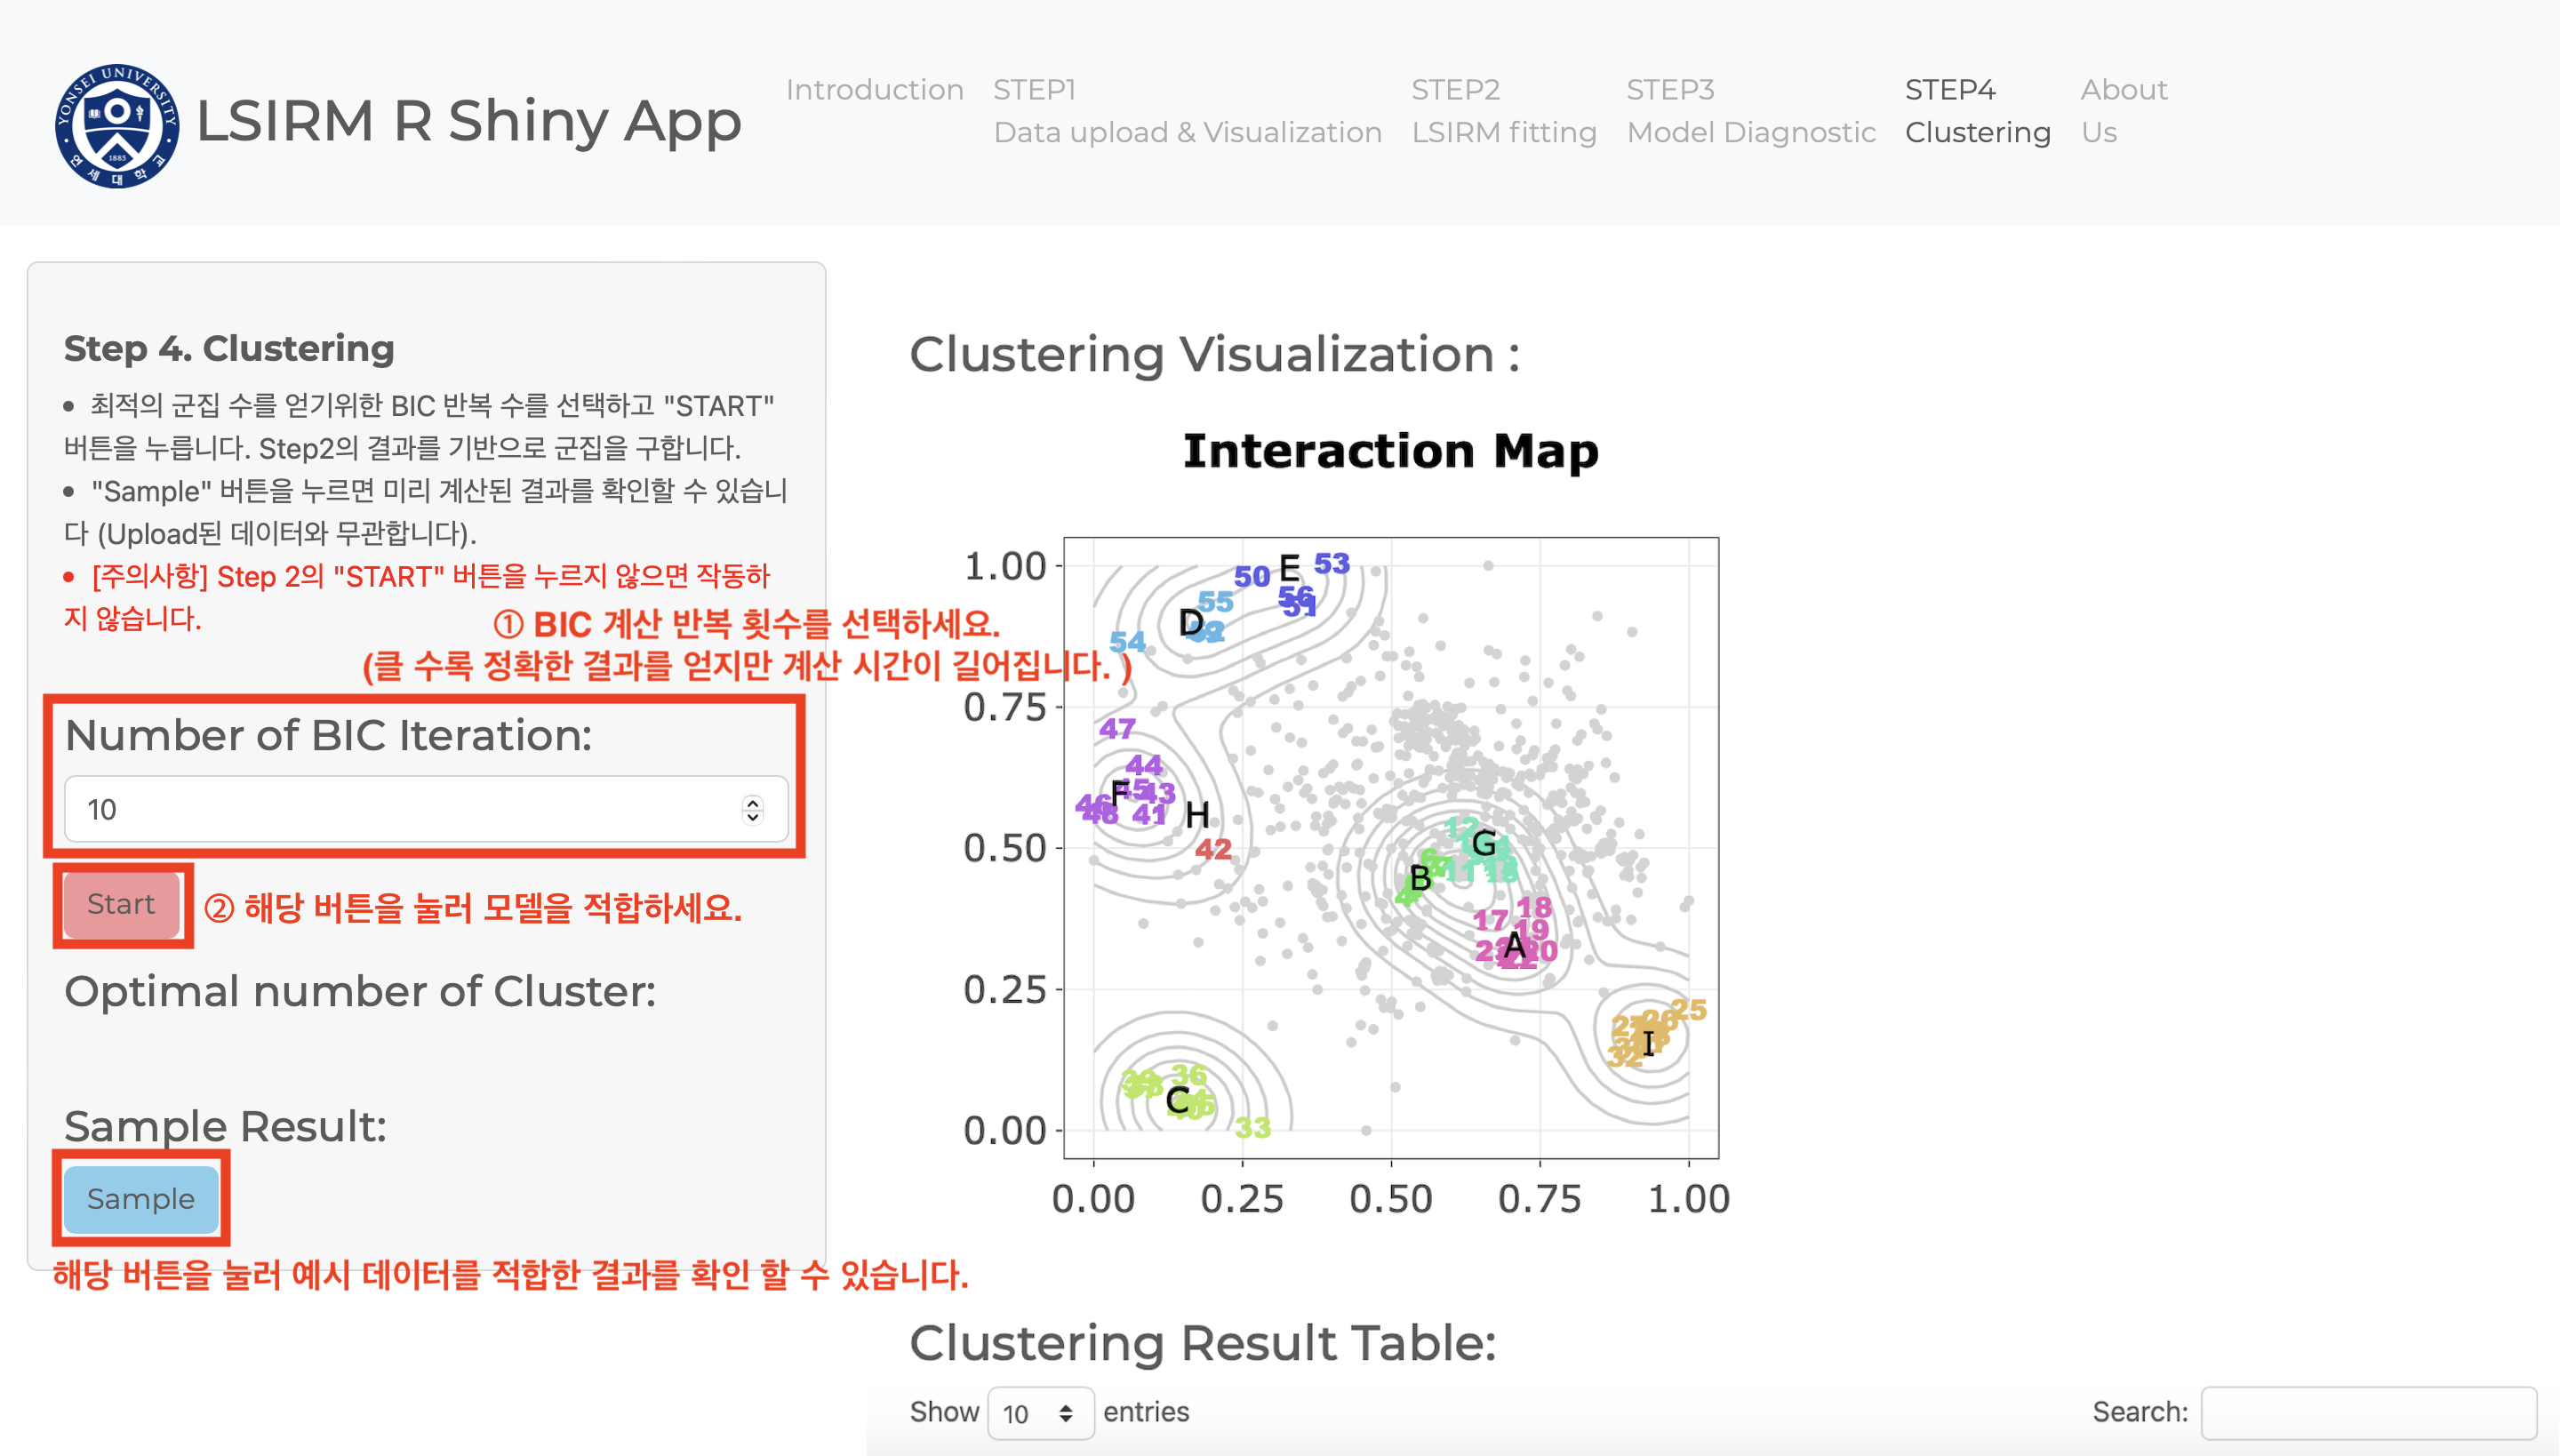 YONSEI UNIVERSITY
1885
연 세 대 학 교
LSIRM R Shiny App
Introduction
STEP1
Data upload & Visualization
STEP2
LSIRM fitting
STEP3
Model Diagnostic
STEP4
Clustering
About
Us
Step 4. Clustering
• 최적의 군집 수를 얻기위한 BIC 반복 수를 선택하고 "START"
버튼을 누릅니다. Step2의 결과를 기반으로 군집을 구합니다.
• "Sample" 버튼을 누르면 미리 계산된 결과를 확인할 수 있습니
다 (Upload된 데이터와 무관합니다).
• [주의사항] Step 2의 "START" 버튼을 누르지 않으면 작동하
지 않습니다.
① BIC 계산 반복 횟수를 선택하세요.
(클 수록 정확한 결과를 얻지만 계산 시간이 길어집니다. )
Number of BIC Iteration:
10
Start
② 해당 버튼을 눌러 모델을 적합하세요.
Optimal number of Cluster:
Sample Result:
Sample
해당 버튼을 눌러 예시 데이터를 적합한 결과를 확인 할 수 있습니다.
Clustering Visualization :
Interaction Map
1.00
0.75
0.50
0.25
0.00
0.00 0.25 0.50 0.75 1.00
50 E 53
56
51
55
D
54
47
44
F 45 43
46
48 41
H
42
12
G
B
11
17 18
19
A 20
25
26
I
32
36
C
33
Clustering Result Table:
Show 10 entries
Search: